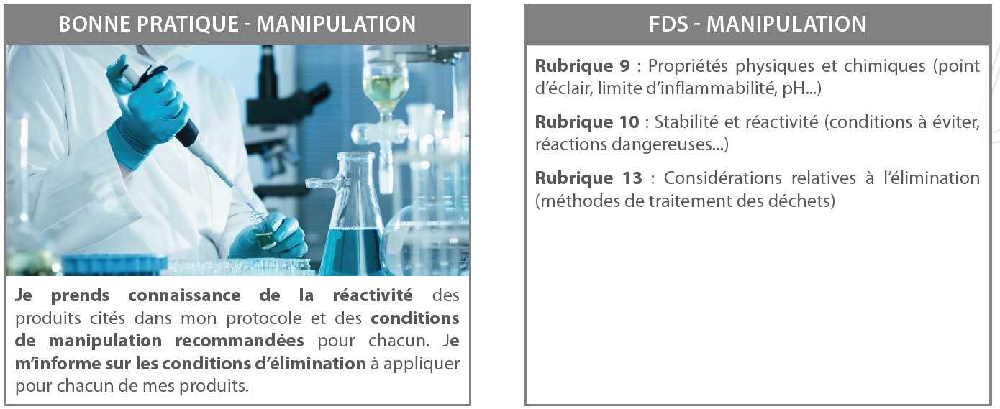 BONNE PRATIQUE - MANIPULATION
Je prends connaissance de la réactivité des
produits cités dans mon protocole et des conditions
de manipulation recommandées pour chacun. Je
m’informe sur les conditions d’élimination à appliquer
pour chacun de mes produits.
FDS - MANIPULATION
Rubrique 9 : Propriétés physiques et chimiques (point
d’éclair, limite d’inflammabilité, pH...)
Rubrique 10 : Stabilité et réactivité (conditions à éviter,
réactions dangereuses...)
Rubrique 13 : Considérations relatives à l’élimination
(méthodes de traitement des déchets)